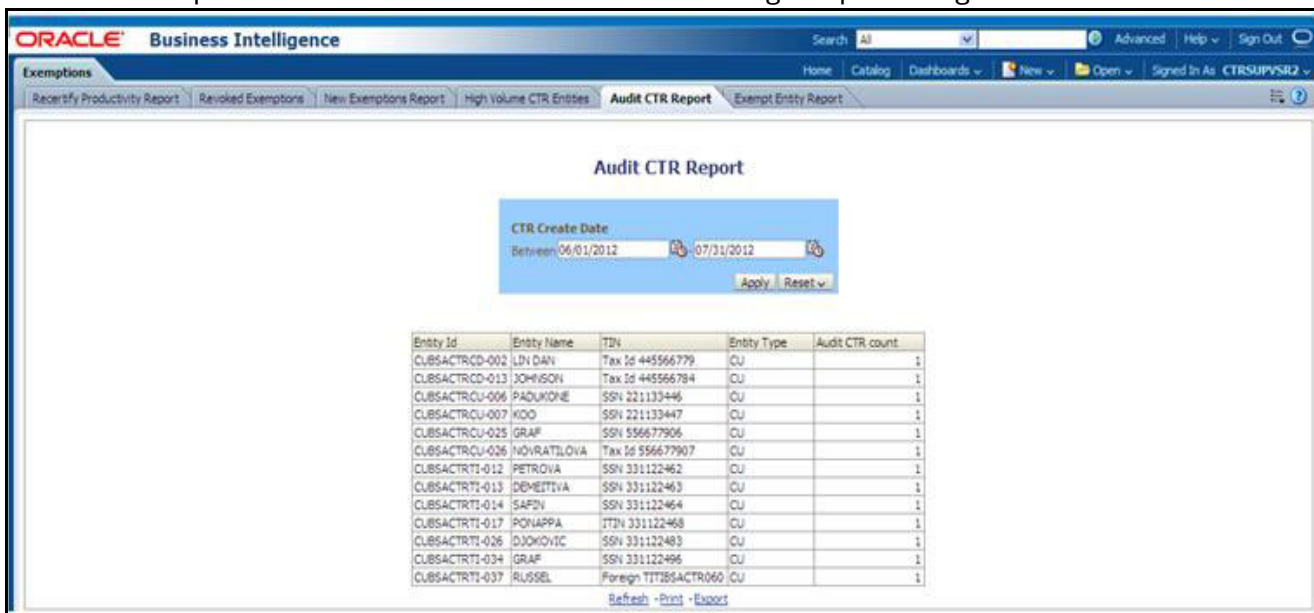 ORACLE Business Intelligence Search All Advanced Help Sign Out
Exemptions Home Catalog Dashboards New Open Signed In As CTRSUPVSR2
Recertify Productivity Report Revoked Exemptions New Exemptions Report High Volume CTR Entities Audit CTR Report Exempt Entity Report
Audit CTR Report
CTR Create Date
Between 06/01/2012 - 07/31/2012
Apply Reset
Entity Id Entity Name TIN Entity Type Audit CTR count
CUBSACTRCD-002 LIN DAN Tax Id 445566779 CU 1
CUBSACTRCD-013 JOHNSON Tax Id 445566784 CU 1
CUBSACTRCU-006 PADUKONE SSN 221133446 CU 1
CUBSACTRCU-007 KOO SSN 221133447 CU 1
CUBSACTRCU-025 GRAF SSN 556677906 CU 1
CUBSACTRCU-026 NOVRATILOVA Tax Id 556677907 CU 1
CUBSACTRTI-012 PETROVA SSN 331122462 CU 1
CUBSACTRTI-013 DEMEITIVA SSN 331122463 CU 1
CUBSACTRTI-014 SAFIN SSN 331122464 CU 1
CUBSACTRTI-017 PONAPPA ITIN 331122468 CU 1
CUBSACTRTI-026 DJOKOVIC SSN 331122483 CU 1
CUBSACTRTI-034 GRAF SSN 331122496 CU 1
CUBSACTRTI-037 RUSSEL Foreign TITIBSACTR060 CU 1
Refresh - Print - Export